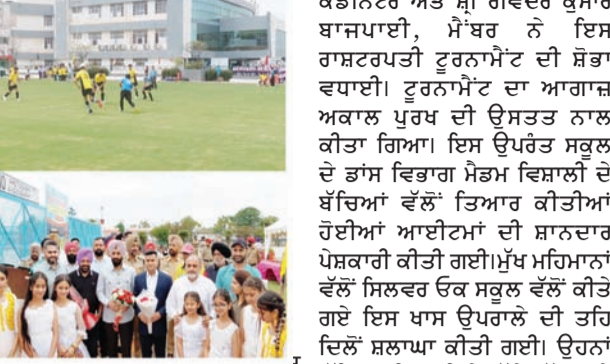 ਕੋਡੀਨੇਟਰ ਅਤੇ ਸ਼੍ਰੀ ਰਵਿੰਦਰ ਕੁਮਾਰ
ਬਾਜਪਾਈ, ਮੈਂਬਰ ਨੇ ਇਸ
ਰਾਸ਼ਟਰਪਤੀ ਟੂਰਨਾਮੈਂਟ ਦੀ ਸ਼ੋਭਾ
ਵਧਾਈ। ਟੂਰਨਾਮੈਂਟ ਦਾ ਆਗਾਜ਼
ਅਕਾਲ ਪੁਰਖ ਦੀ ਉਸਤਤ ਨਾਲ
ਕੀਤਾ ਗਿਆ। ਇਸ ਉਪਰੰਤ ਸਕੂਲ
ਦੇ ਡਾਂਸ ਵਿਭਾਗ ਮੈਡਮ ਵਿਸ਼ਾਲੀ ਦੇ
ਬੱਚਿਆਂ ਵੱਲੋਂ ਤਿਆਰ ਕੀਤੀਆਂ
ਹੋਈਆਂ ਆਈਟਮਾਂ ਦੀ ਸ਼ਾਨਦਾਰ
ਪੇਸ਼ਕਾਰੀ ਕੀਤੀ ਗਈ।ਮੁੱਖ ਮਹਿਮਾਨਾਂ
ਵੱਲੋਂ ਸਿਲਵਰ ਓਕ ਸਕੂਲ ਵੱਲੋਂ ਕੀਤੇ
ਗਏ ਇਸ ਖਾਸ ਉਪਰਾਲੇ ਦੀ ਤਹਿ
ਦਿਲੋਂ ਸ਼ਲਾਘਾ ਕੀਤੀ ਗਈ। ਉਹਨਾਂ